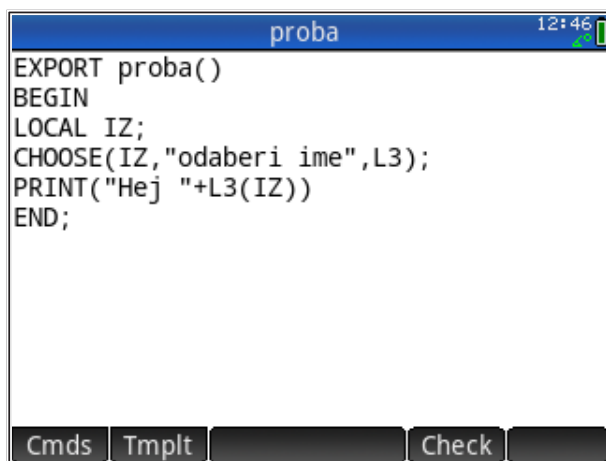 proba
12:46
EXPORT proba()
BEGIN
LOCAL IZ;
CHOOSE(IZ,"odaberi ime",L3);
PRINT("Hej "+L3(IZ))
END;
Cmds Tmplt Check